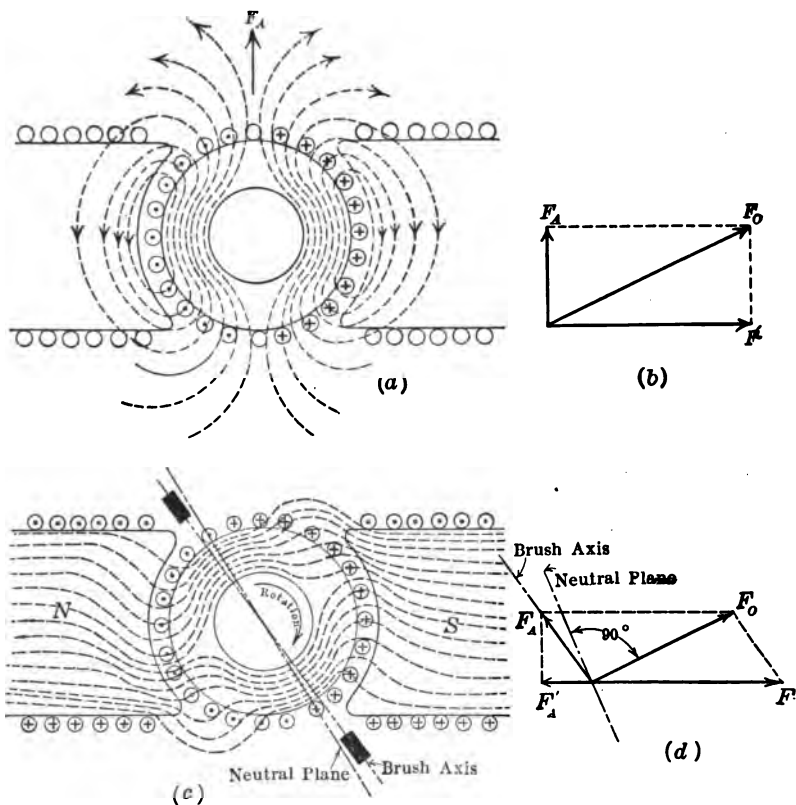 F_A
(a)
F_A
F_O
F
(b)
N
Rotation
S
Neutral Plane
Brush Axis
(c)
Brush Axis
Neutral Plane
F_A
F_O
90°
F'_A
F
(d)